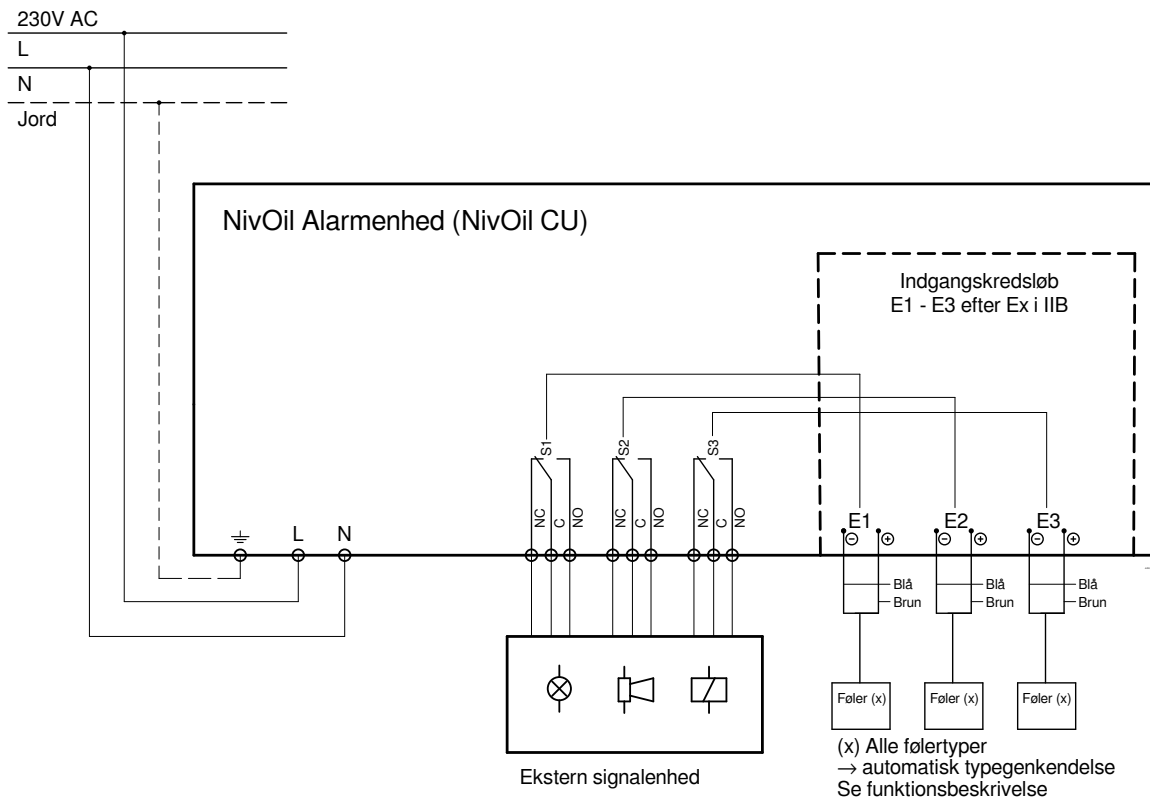 230V AC
L
N
Jord
NivOil Alarmenhed (NivOil CU)
Indgangskredsløb
E1 - E3 efter Ex i IIB
S1
S2
S3
NC
C
NO
NC
C
NO
NC
C
NO
L
N
E1
E2
E3
- +
- +
- +
Blå
Brun
Blå
Brun
Blå
Brun
Føler (x)
Føler (x)
Føler (x)
Ekstern signalenhed
(x) Alle følertyper
→ automatisk typegenkendelse
Se funktionsbeskrivelse